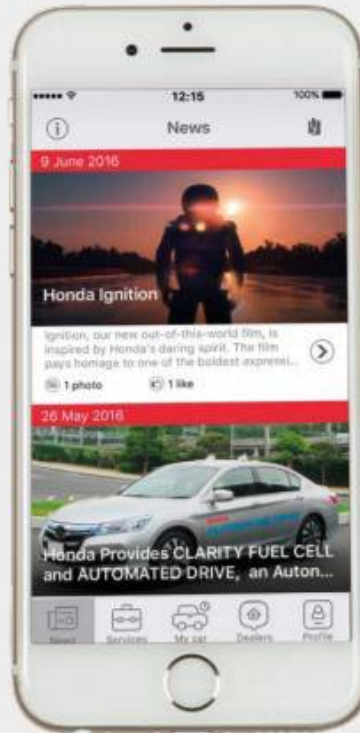 12:15
100%
News
9 June 2016
Honda Ignition
Ignition, our new out-of-this-world film, is
inspired by Honda's daring spirit. The film
pays homage to one of the boldest expressi...
1 photo
1 like
26 May 2016
Honda Provides CLARITY FUEL CELL
and AUTOMATED DRIVE, an Auton...
News
Services
My car
Dealers
Profile